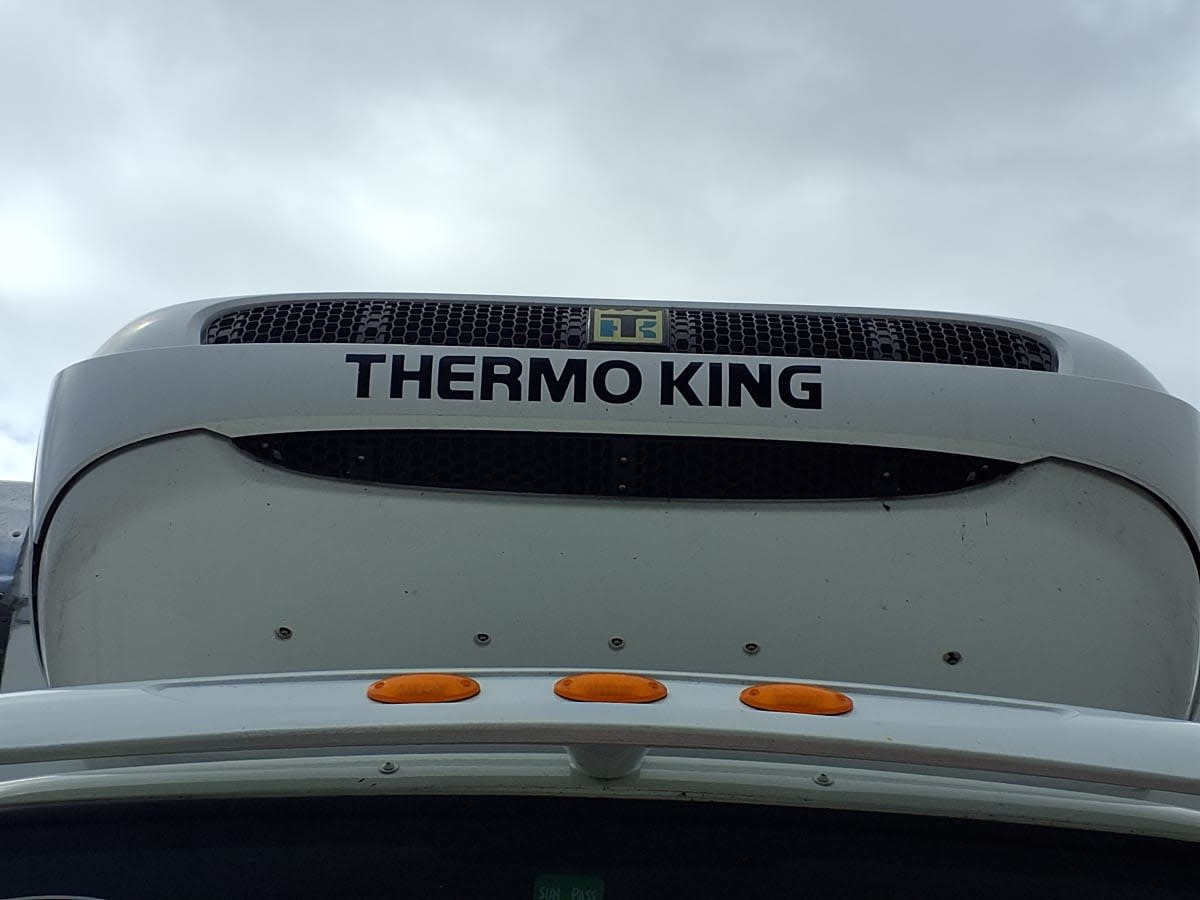 TK
THERMO KING
SUN PASS